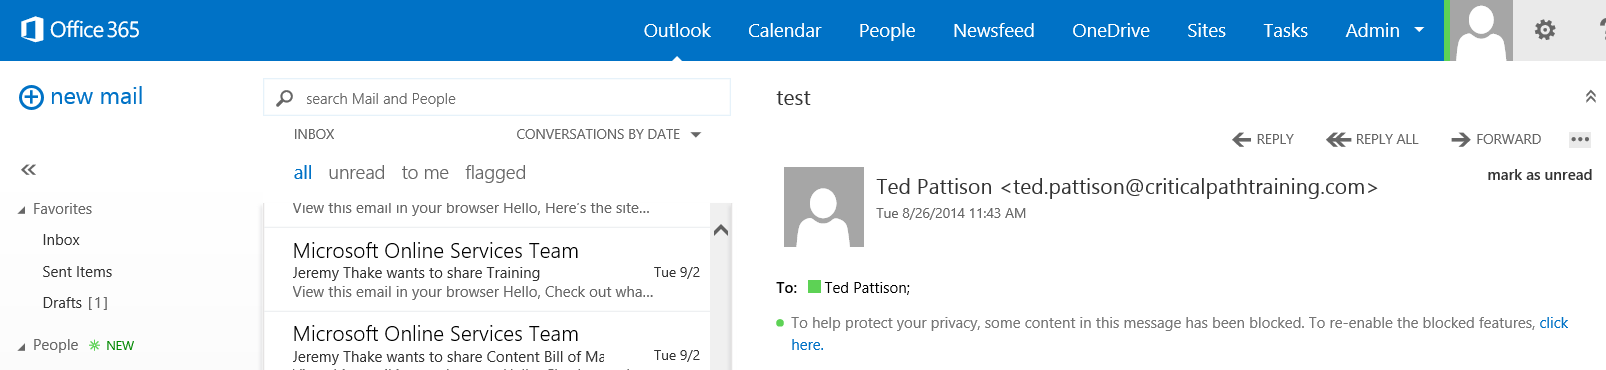 Office 365
Outlook Calendar People Newsfeed OneDrive Sites Tasks Admin
new mail
search Mail and People
INBOX CONVERSATIONS BY DATE
all unread to me flagged
Favorites
Inbox
Sent Items
Drafts [1]
People NEW
View this email in your browser Hello, Here's the site...
Microsoft Online Services Team
Jeremy Thake wants to share Training Tue 9/2
View this email in your browser Hello, Check out wha...
Microsoft Online Services Team
Jeremy Thake wants to share Content Bill of Ma Tue 9/2
test
REPLY REPLY ALL FORWARD •••
mark as unread
Ted Pattison <ted.pattison@criticalpathtraining.com>
Tue 8/26/2014 11:43 AM
To: Ted Pattison;
To help protect your privacy, some content in this message has been blocked. To re-enable the blocked features, click
here.